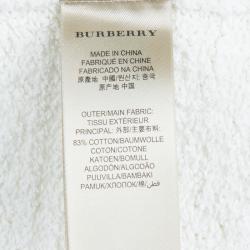 BURBERRY
MADE IN CHINA
FABRIQUÉ EN CHINE
FABRICADO NA CHINA
原產地 中國/원산지: 중국
原产地 中国
OUTER/MAIN FABRIC:
TISSU EXTÉRIEUR
PRINCIPAL: 外部/主要布料:
83% COTTON/BAUMWOLLE
COTON/COTONE
KATOEN/BOMULL
ALGODÓN/ALGODÃO
PUUVILLA/BAMBAKI
PAMUK/ХЛОПОК/棉/قطن